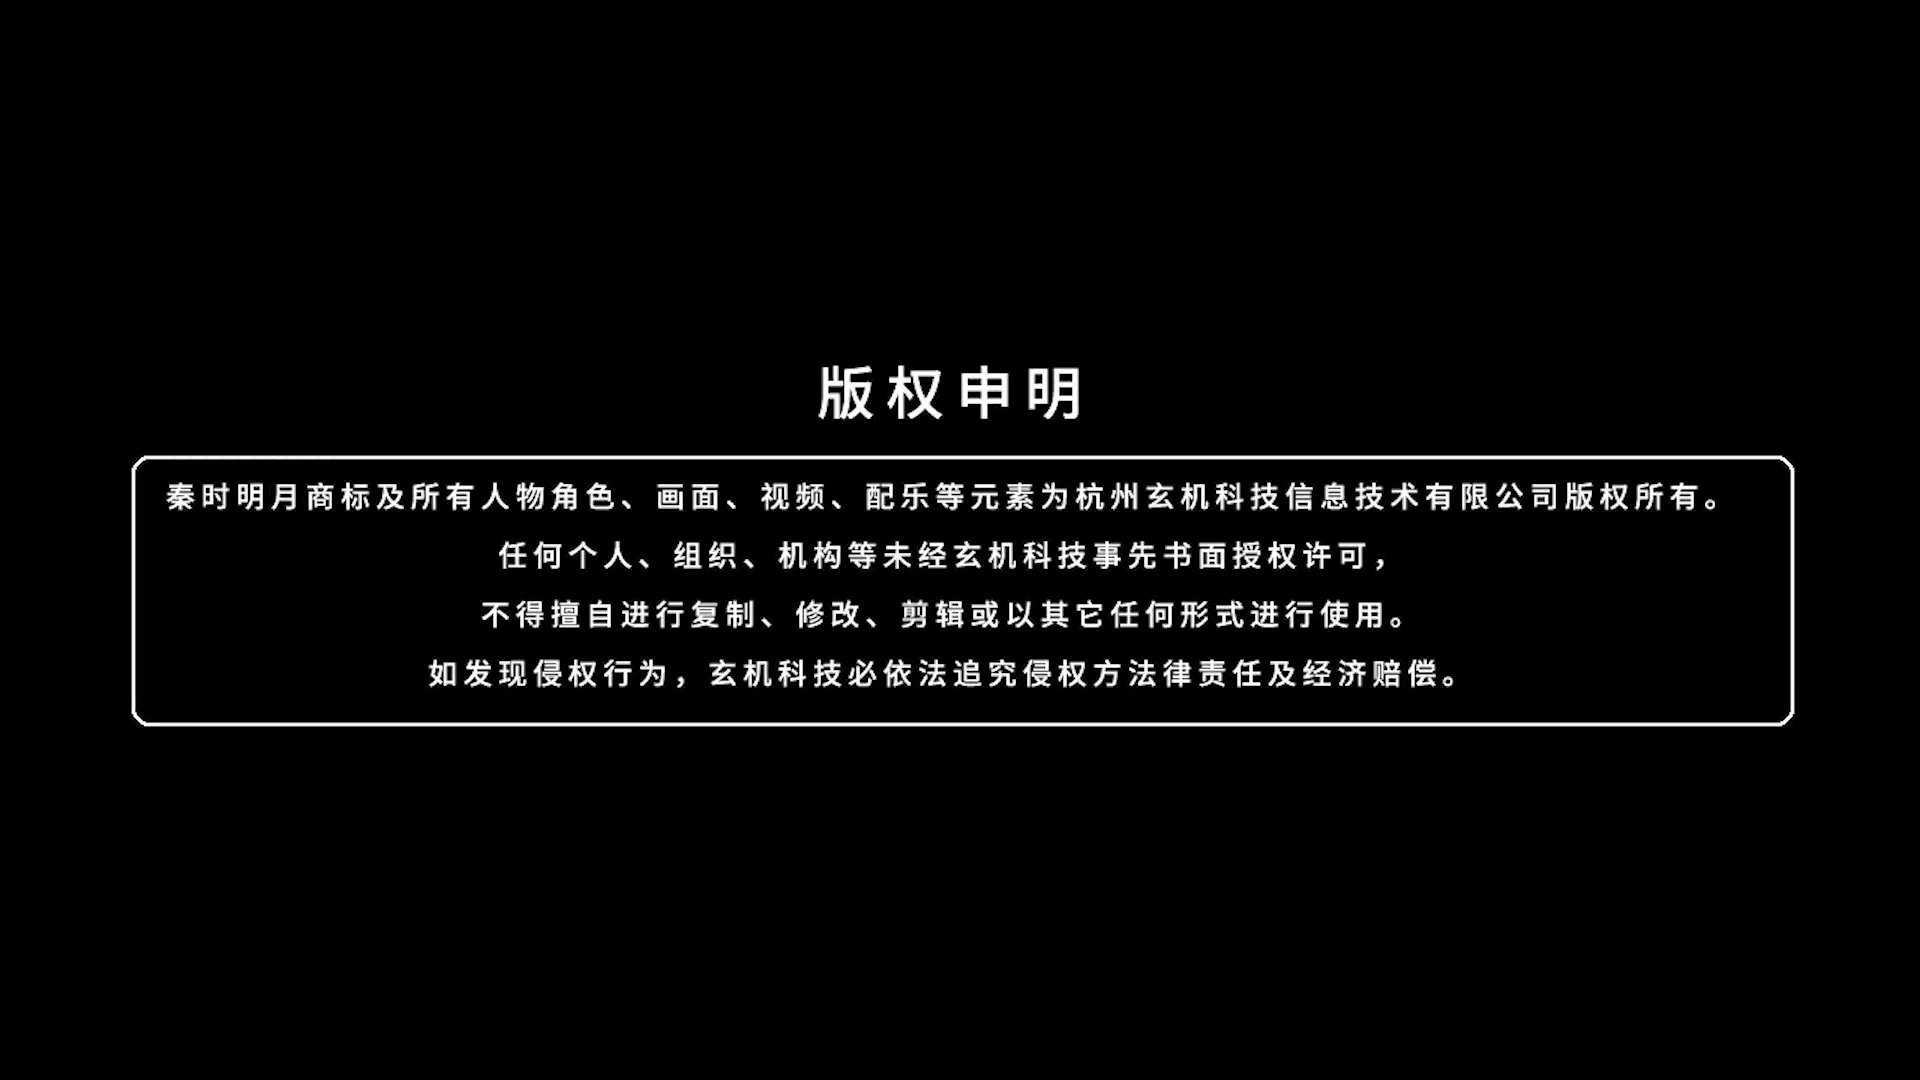 版权申明
秦时明月商标及所有人物角色、画面、视频、配乐等元素为杭州玄机科技信息技术有限公司版权所有。
任何个人、组织、机构等未经玄机科技事先书面授权许可，
不得擅自进行复制、修改、剪辑或以其它任何形式进行使用。
如发现侵权行为，玄机科技必依法追究侵权方法律责任及经济赔偿。